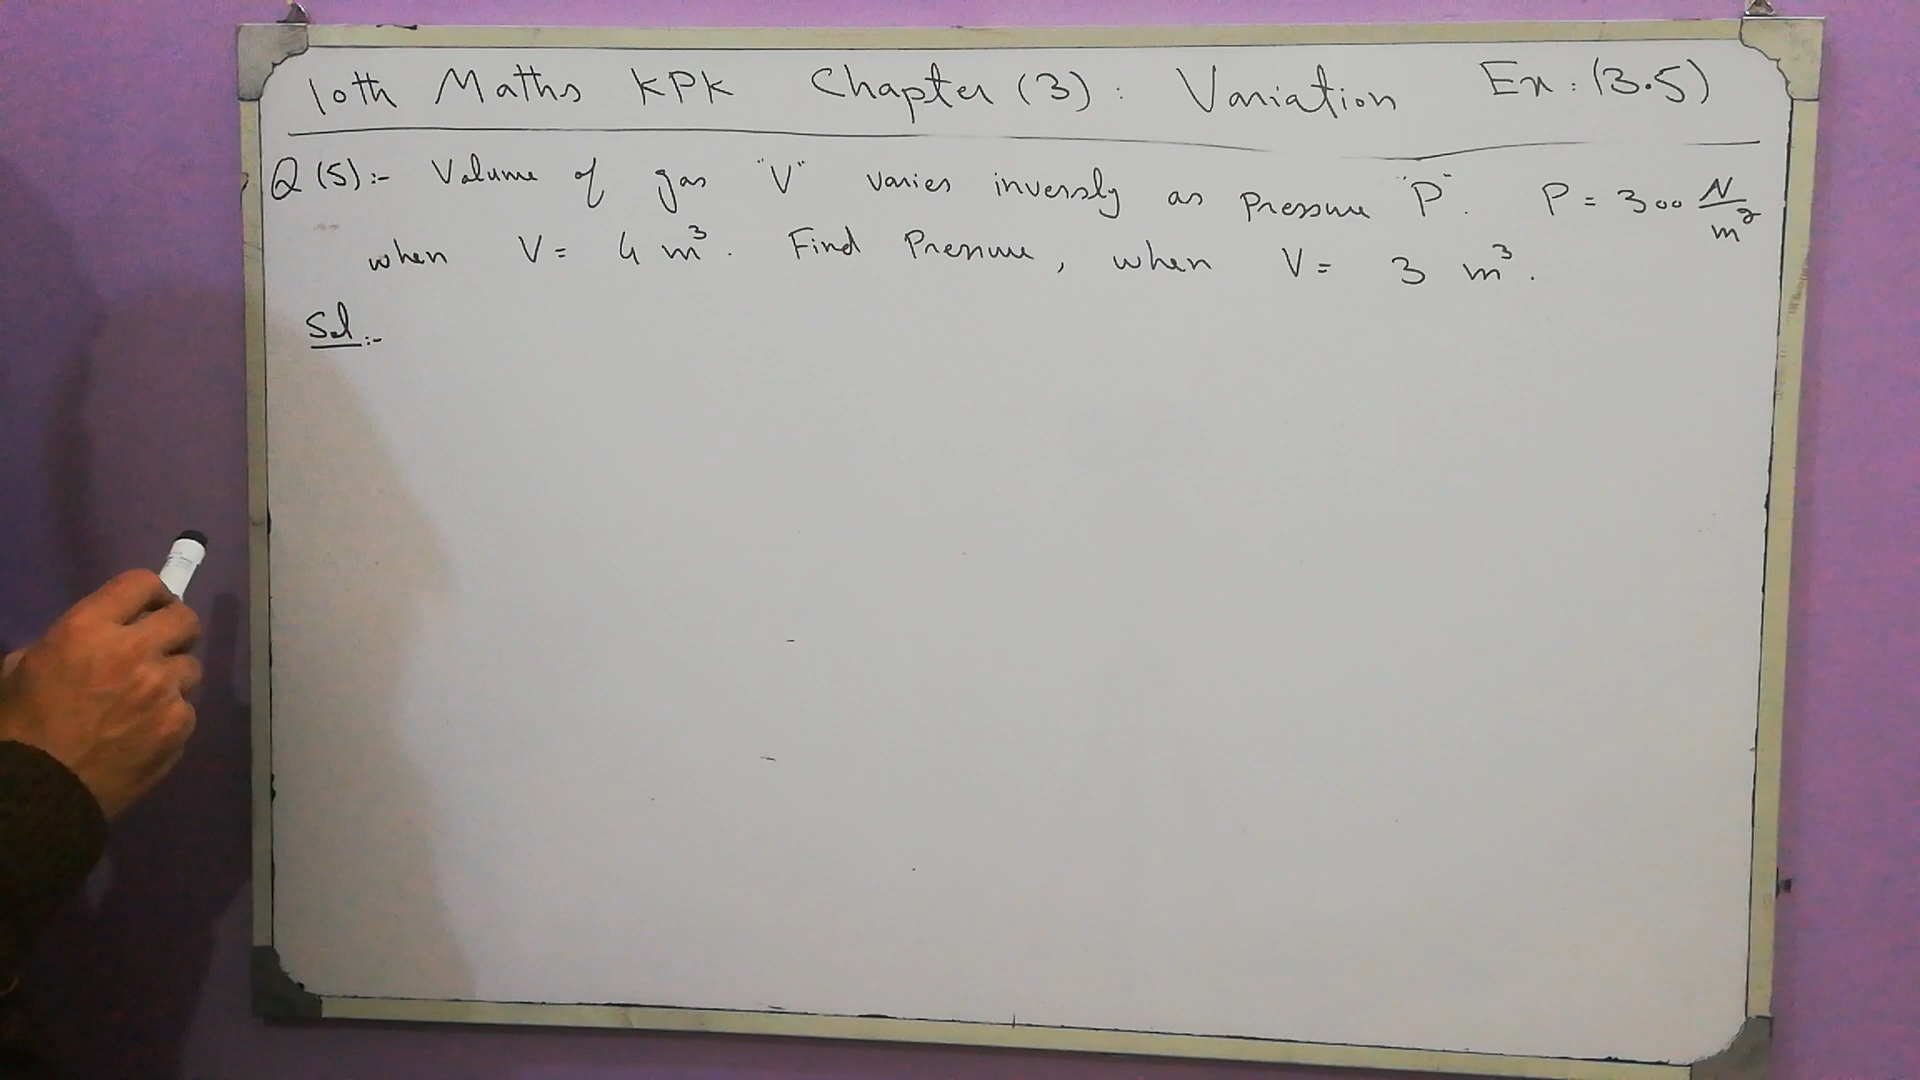 10th Maths KPK Chapter (3) : Variation Ex : (3.5)
Q (5):- Volume of gas "V" varies inversly as Pressure "P". P = 300 N/m²
when V = 4 m³. Find Pressure, when V = 3 m³.
Sol:-